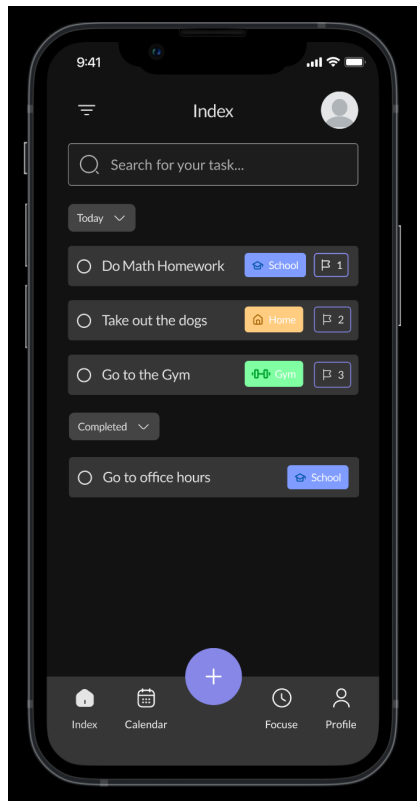 9:41
Index
Search for your task...
Today
Do Math Homework School 1
Take out the dogs Home 2
Go to the Gym Gym 3
Completed
Go to office hours School
+
Index Calendar Focuse Profile